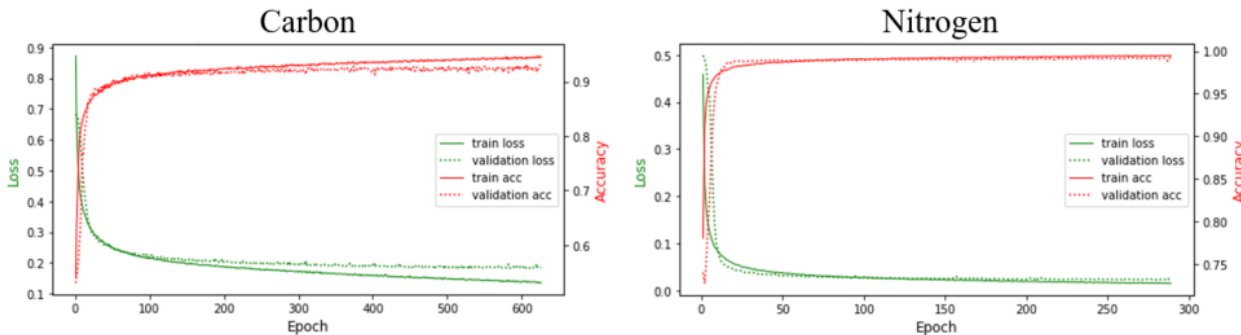 Carbon
0.9
0.8
0.7
0.6
0.5
0.4
0.3
0.2
0.1
Loss
0.9
0.8
0.7
0.6
Accuracy
train loss
validation loss
train acc
validation acc
0 100 200 300 400 500 600
Epoch
Nitrogen
0.5
0.4
0.3
0.2
0.1
0.0
Loss
1.00
0.95
0.90
0.85
0.80
0.75
Accuracy
train loss
validation loss
train acc
validation acc
0 50 100 150 200 250 300
Epoch